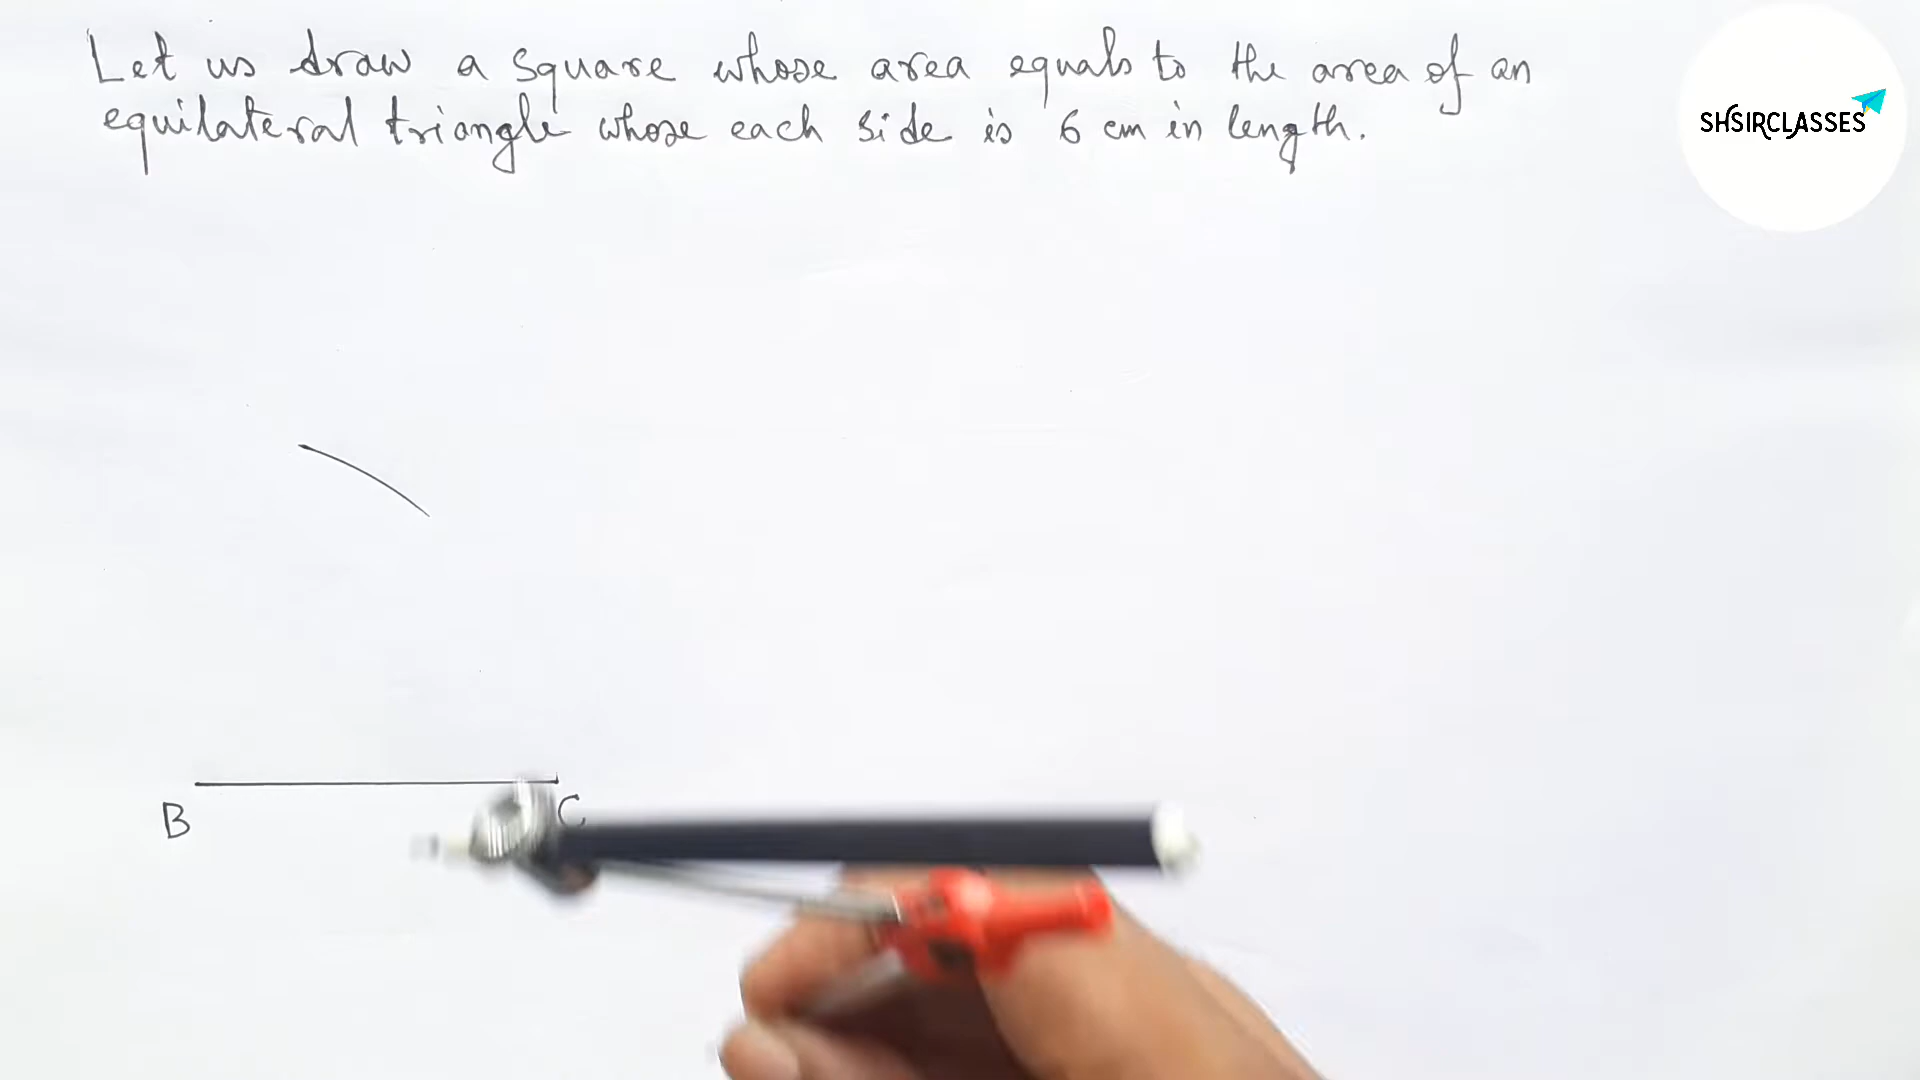 Let us draw a square whose area equals to the area of an
equilateral triangle whose each side is 6 cm in length.
SHSIRCLASSES
B
C